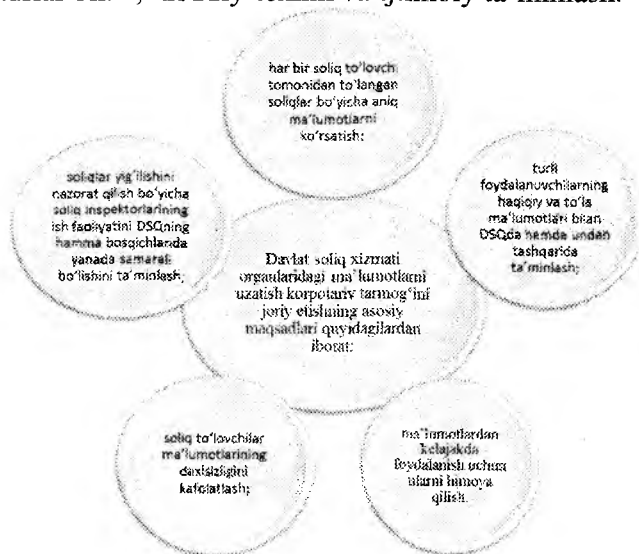 har bir soliq to'lovch
tomonidan to'langan
soliqlar bo'yicha aniq
ma'lumotlarni
ko'rsatish;
soliqlar yig'ilishini
nazorat qilish bo'yicha
soliq inspektorlarining
ish faoliyatini DSQning
hamma bosqichlarida
yanada samarali
bo'lishini ta'minlash;
turli
foydalanuvchilarning
haqiqiy va to'la
ma'lumotlari bilan
DSQda hamda undan
tashqarida
ta'minlash;
Davlat soliq xizmati
organlaridagi ma'lumotlarni
uzatish korpotariv tarmog'ini
joriy etishning asosiy
maqsadlari quyidagilardan
iborat:
soliq to'lovchilar
ma'lumotlarining
daxlsizligini
kafolatlash;
ma'lumotlardan
kelajakda
foydalanish uchun
ularni himoya
qilish.